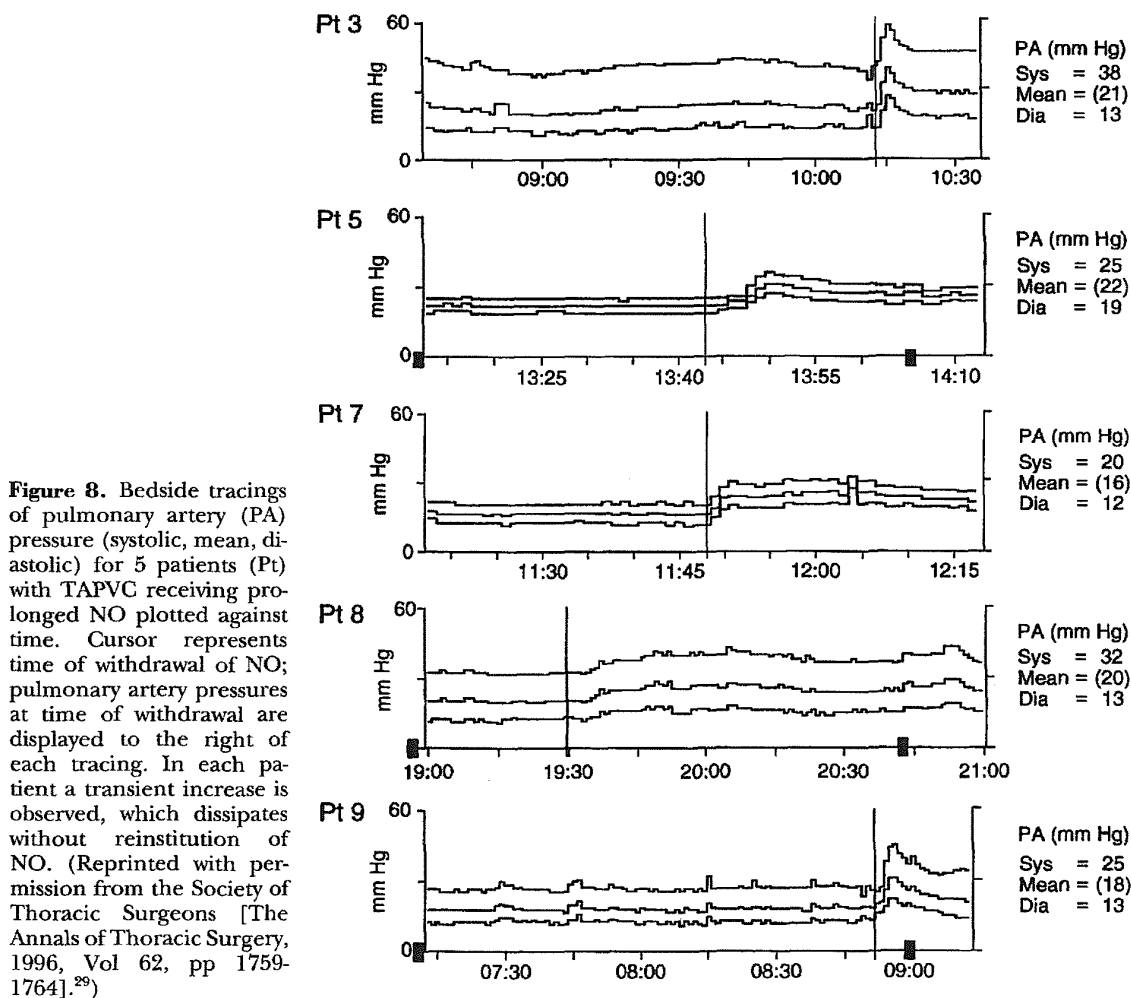 Figure 8. Bedside tracings
of pulmonary artery (PA)
pressure (systolic, mean, di-
astolic) for 5 patients (Pt)
with TAPVC receiving pro-
longed NO plotted against
time. Cursor represents
time of withdrawal of NO;
pulmonary artery pressures
at time of withdrawal are
displayed to the right of
each tracing. In each pa-
tient a transient increase is
observed, which dissipates
without reinstitution of
NO. (Reprinted with per-
mission from the Society of
Thoracic Surgeons [The
Annals of Thoracic Surgery,
1996, Vol 62, pp 1759-
1764].29)
Pt 3
60
mm Hg
0
09:00 09:30 10:00 10:30
PA (mm Hg)
Sys = 38
Mean = (21)
Dia = 13
Pt 5
60
mm Hg
0
13:25 13:40 13:55 14:10
PA (mm Hg)
Sys = 25
Mean = (22)
Dia = 19
Pt 7
60
mm Hg
0
11:30 11:45 12:00 12:15
PA (mm Hg)
Sys = 20
Mean = (16)
Dia = 12
Pt 8
60
mm Hg
0
19:00 19:30 20:00 20:30 21:00
PA (mm Hg)
Sys = 32
Mean = (20)
Dia = 13
Pt 9
60
mm Hg
0
07:30 08:00 08:30 09:00
PA (mm Hg)
Sys = 25
Mean = (18)
Dia = 13